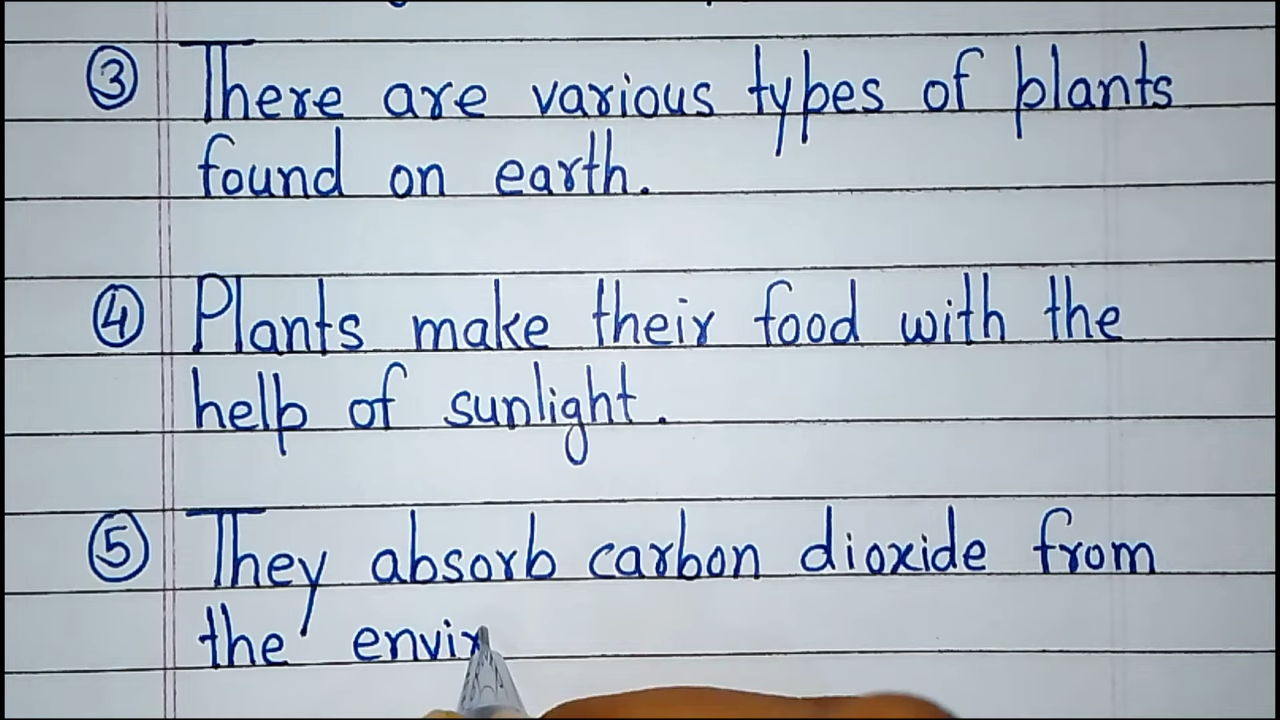 ③ There are various types of plants
found on earth.
④ Plants make their food with the
help of sunlight.
⑤ They absorb carbon dioxide from
the envir